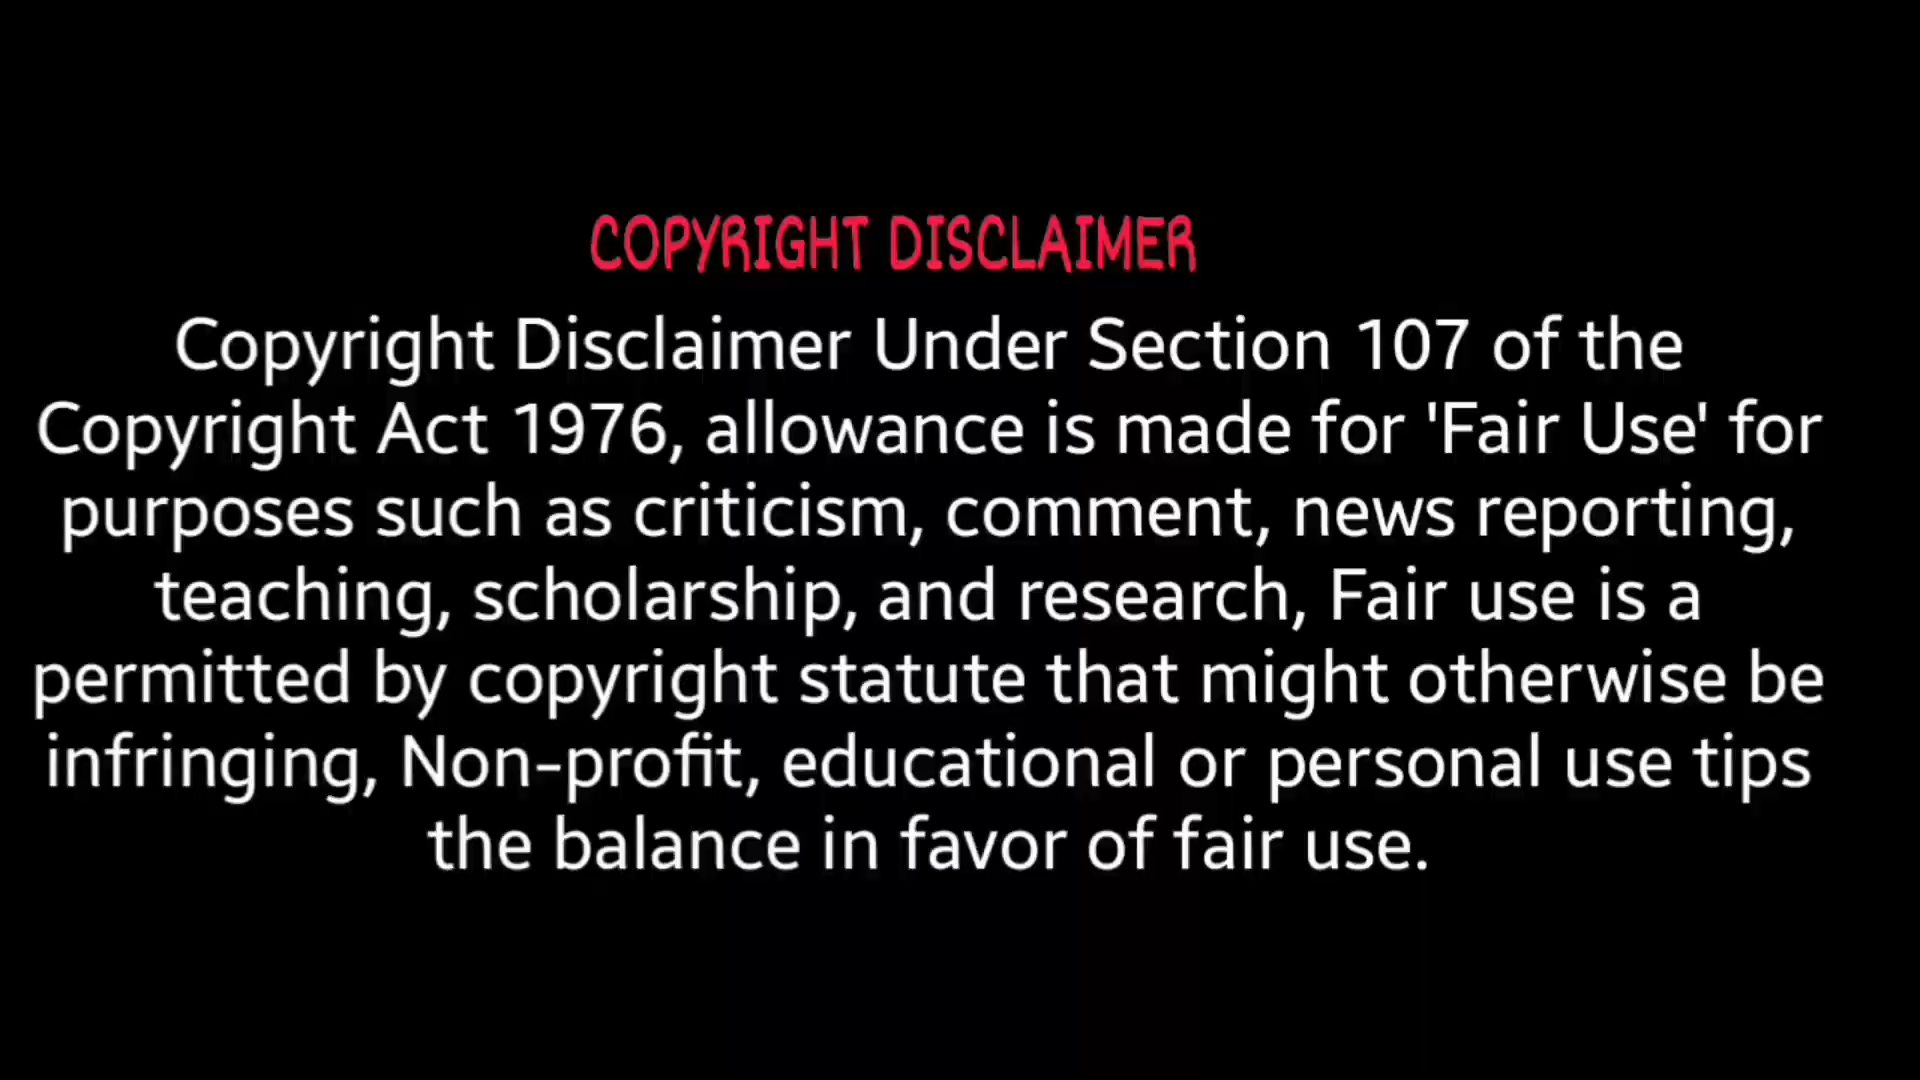 COPYRIGHT DISCLAIMER
Copyright Disclaimer Under Section 107 of the
Copyright Act 1976, allowance is made for 'Fair Use' for
purposes such as criticism, comment, news reporting,
teaching, scholarship, and research, Fair use is a
permitted by copyright statute that might otherwise be
infringing, Non-profit, educational or personal use tips
the balance in favor of fair use.